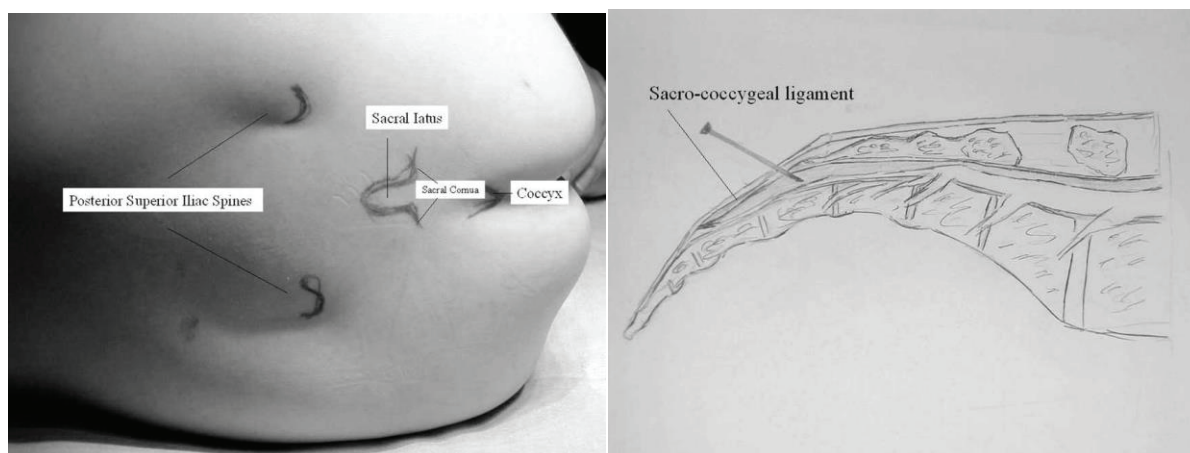 Sacral Iatus
Posterior Superior Iliac Spines
Sacral Cornua
Coccyx
Sacro-coccygeal ligament